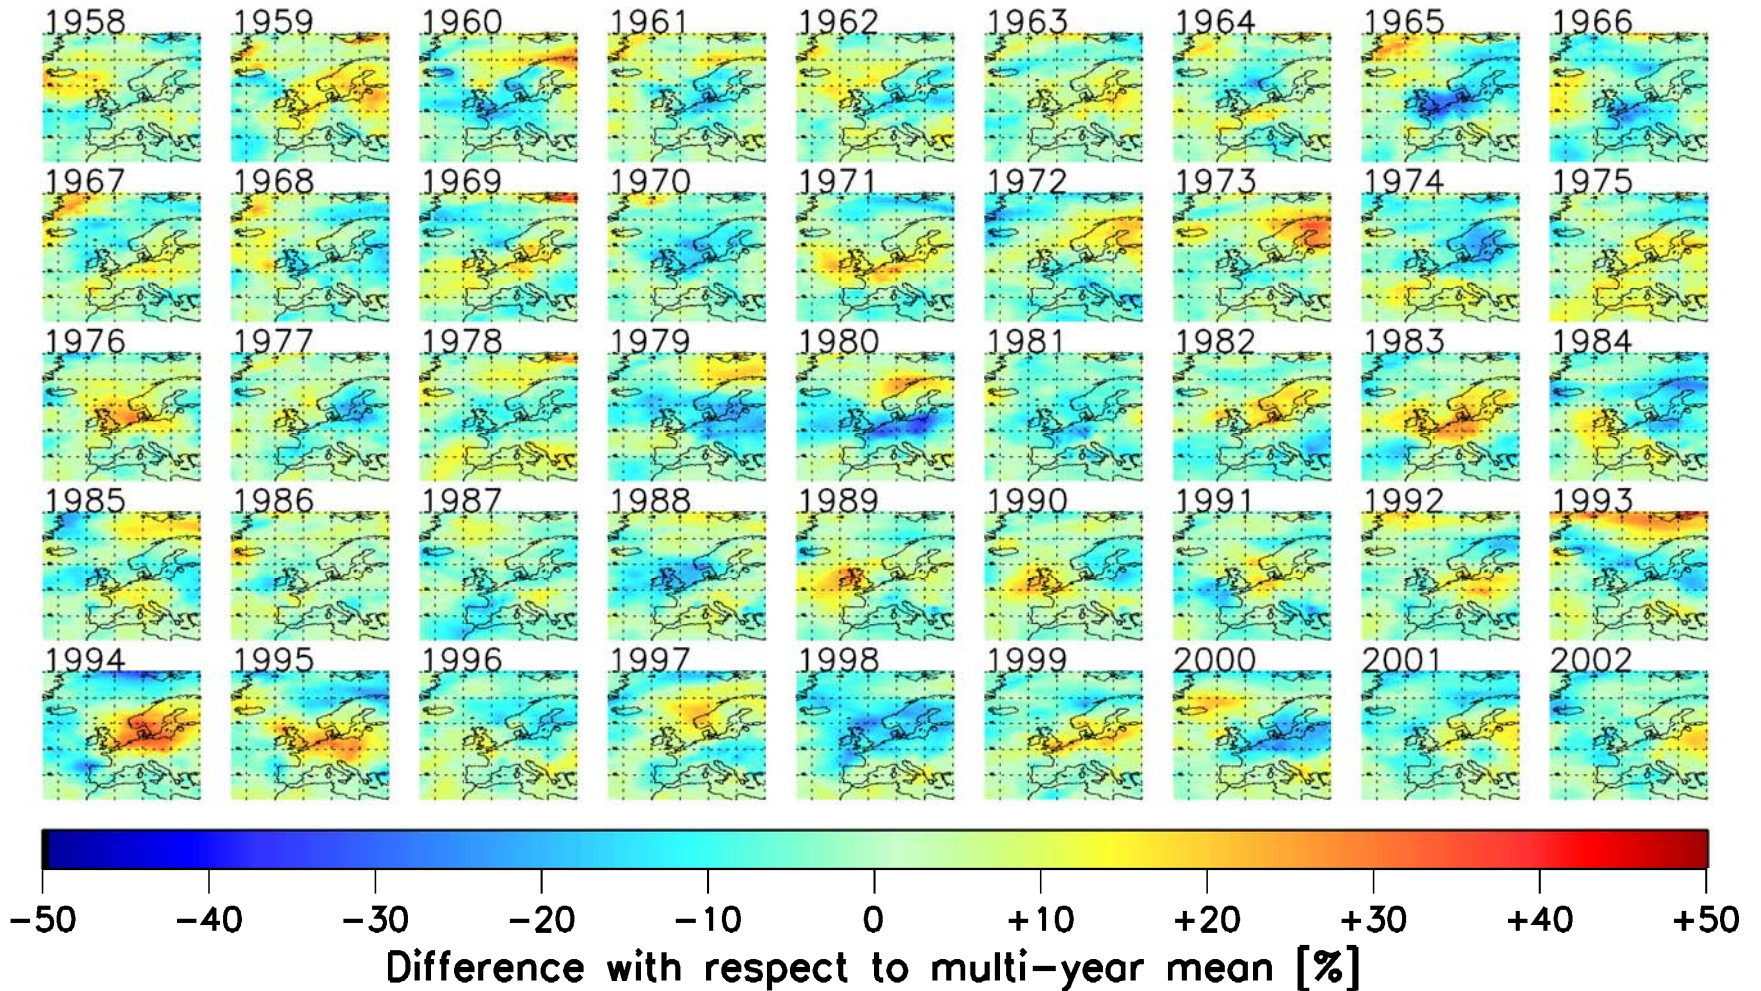 1958 1959 1960 1961 1962 1963 1964 1965 1966
1967 1968 1969 1970 1971 1972 1973 1974 1975
1976 1977 1978 1979 1980 1981 1982 1983 1984
1985 1986 1987 1988 1989 1990 1991 1992 1993
1994 1995 1996 1997 1998 1999 2000 2001 2002
−50 −40 −30 −20 −10 0 +10 +20 +30 +40 +50
Difference with respect to multi−year mean [%]